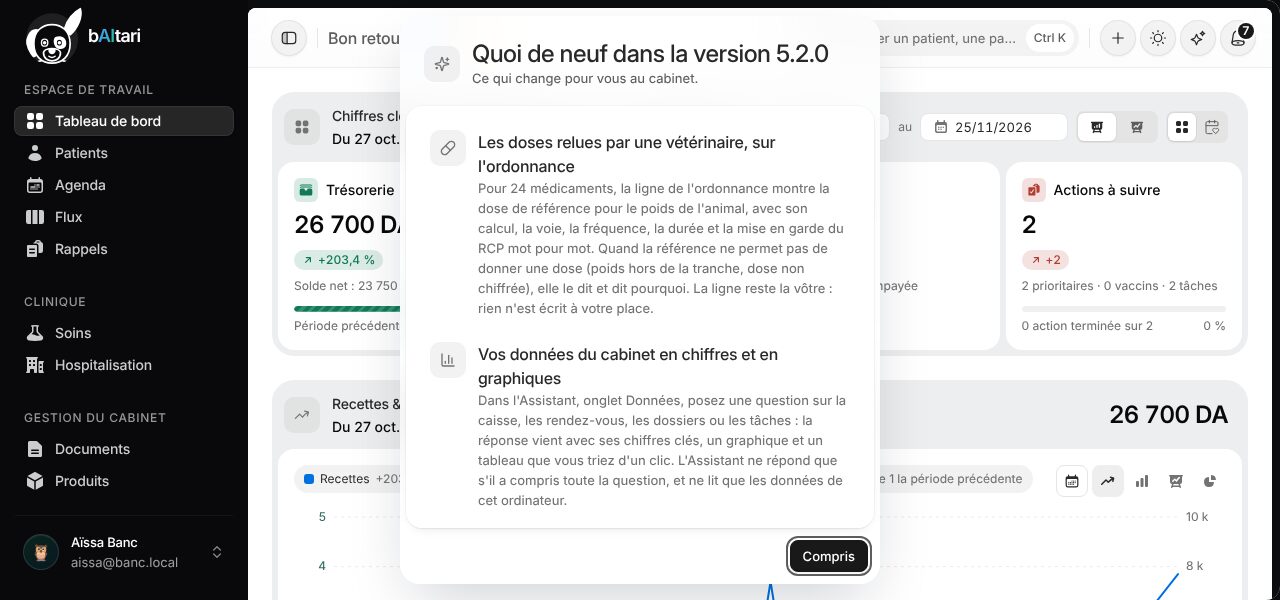 bAItari
ESPACE DE TRAVAIL
Tableau de bord
Patients
Agenda
Flux
Rappels
CLINIQUE
Soins
Hospitalisation
GESTION DU CABINET
Documents
Produits
Aïssa Banc
aissa@banc.local
Bon retou
er un patient, une pa...
Ctrl K
7
Chiffres cl
Du 27 oct.
au
25/11/2026
Trésorerie
26 700 DA
+203,4 %
Solde net : 23 750
Période précédent
npayée
Actions à suivre
2
+2
2 prioritaires · 0 vaccins · 2 tâches
0 action terminée sur 2
0 %
Recettes &
Du 27 oct.
26 700 DA
Recettes +20
e 1 la période précédente
5
10 k
4
8 k
Quoi de neuf dans la version 5.2.0
Ce qui change pour vous au cabinet.
Les doses relues par une vétérinaire, sur
l'ordonnance
Pour 24 médicaments, la ligne de l'ordonnance montre la
dose de référence pour le poids de l'animal, avec son
calcul, la voie, la fréquence, la durée et la mise en garde du
RCP mot pour mot. Quand la référence ne permet pas de
donner une dose (poids hors de la tranche, dose non
chiffrée), elle le dit et dit pourquoi. La ligne reste la vôtre :
rien n'est écrit à votre place.
Vos données du cabinet en chiffres et en
graphiques
Dans l'Assistant, onglet Données, posez une question sur la
caisse, les rendez-vous, les dossiers ou les tâches : la
réponse vient avec ses chiffres clés, un graphique et un
tableau que vous triez d'un clic. L'Assistant ne répond que
s'il a compris toute la question, et ne lit que les données de
cet ordinateur.
Compris